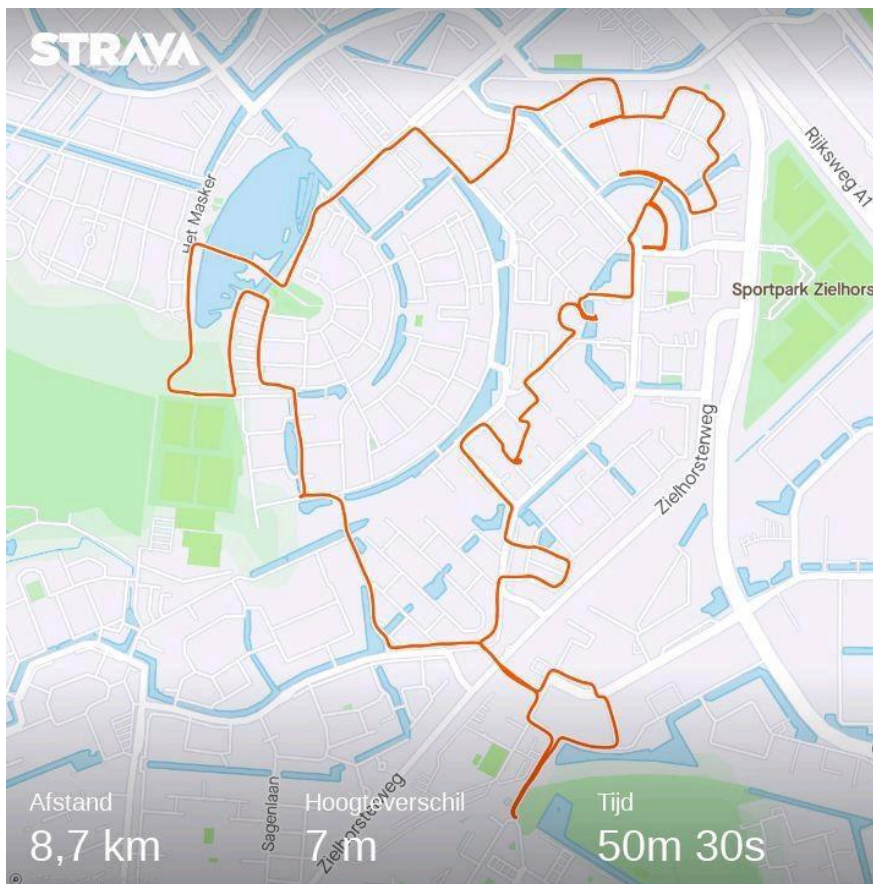 STRAVA
Het Masker
Rijksweg A1
Sportpark Zielhors
Zielhorsterweg
Sagenlaan
Zielhorsterweg
Afstand
Hoogteverschil
Tijd
8,7 km
7 m
50m 30s